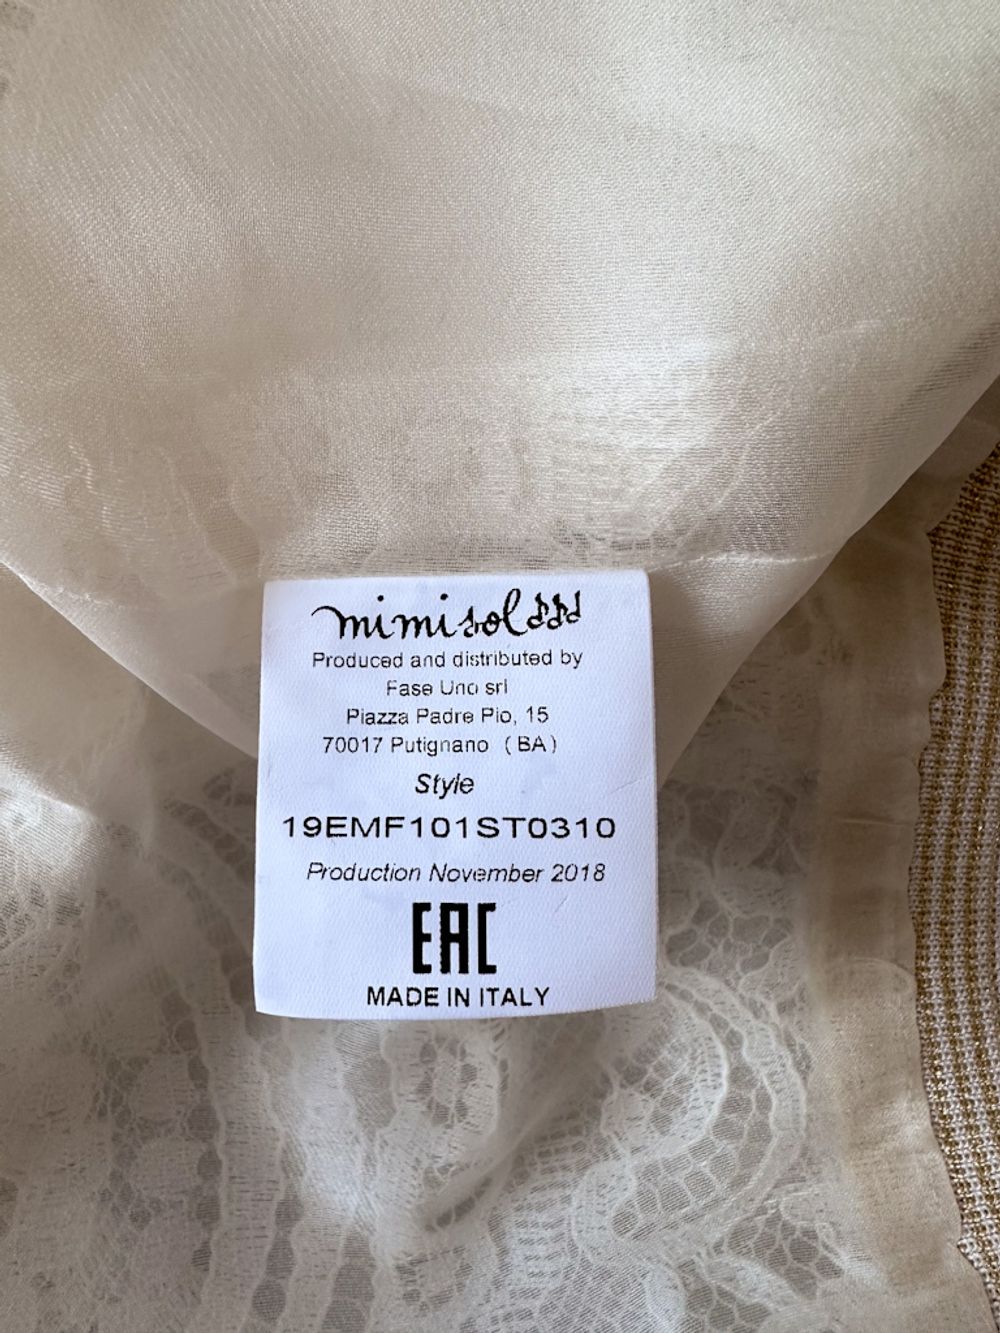 mimisol
Produced and distributed by
Fase Uno srl
Piazza Padre Pio, 15
70017 Putignano (BA)
Style
19EMF101ST0310
Production November 2018
EAC
MADE IN ITALY